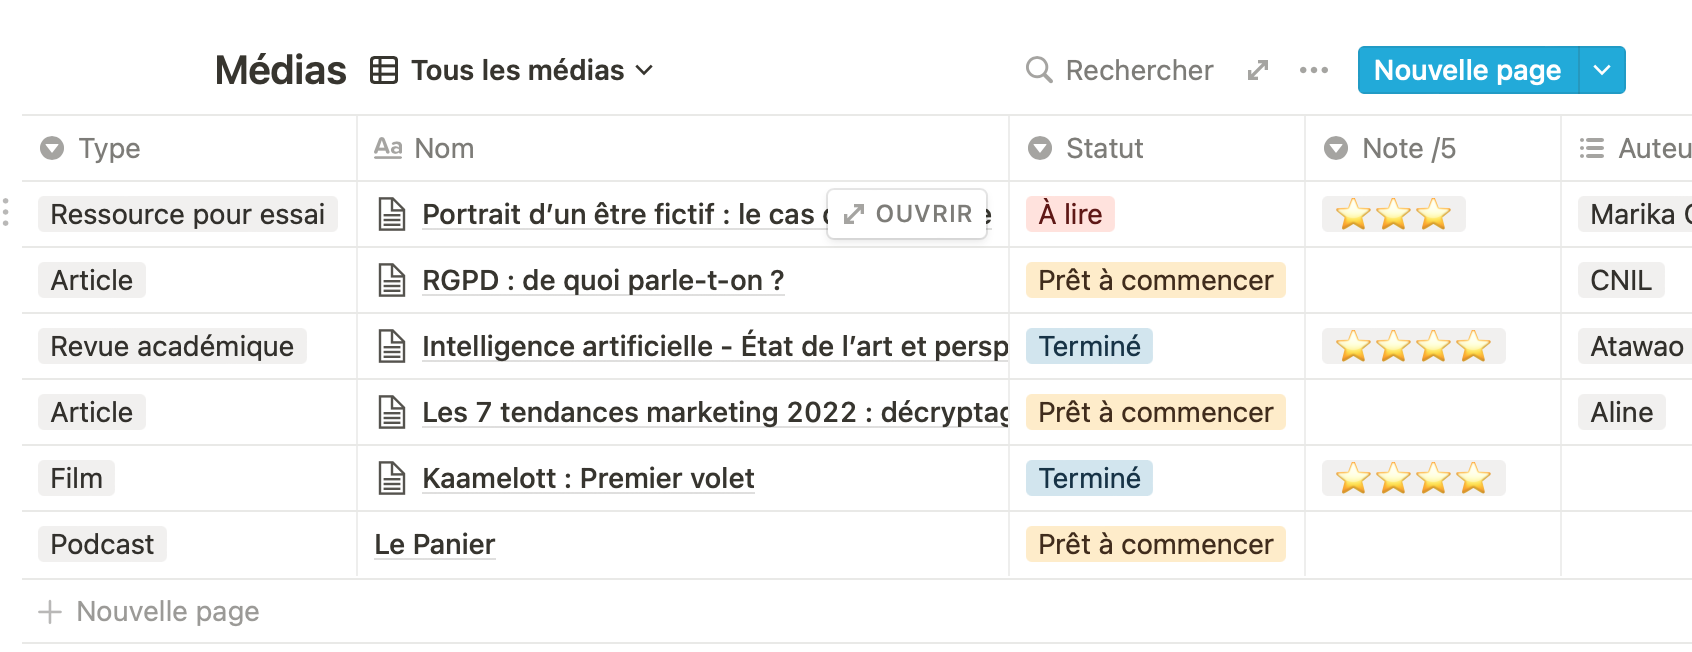 Médias Tous les médias Rechercher Nouvelle page
Type Aa Nom Statut Note /5
Ressource pour essai Portrait d’un être fictif : le cas OUVRIR À lire Marika
Article RGPD : de quoi parle-t-on ? Prêt à commencer CNIL
Revue académique Intelligence artificielle - État de l’art et persp Terminé Atawao
Article Les 7 tendances marketing 2022 : décryptag Prêt à commencer Aline
Film Kaamelott : Premier volet Terminé
Podcast Le Panier Prêt à commencer
Nouvelle page